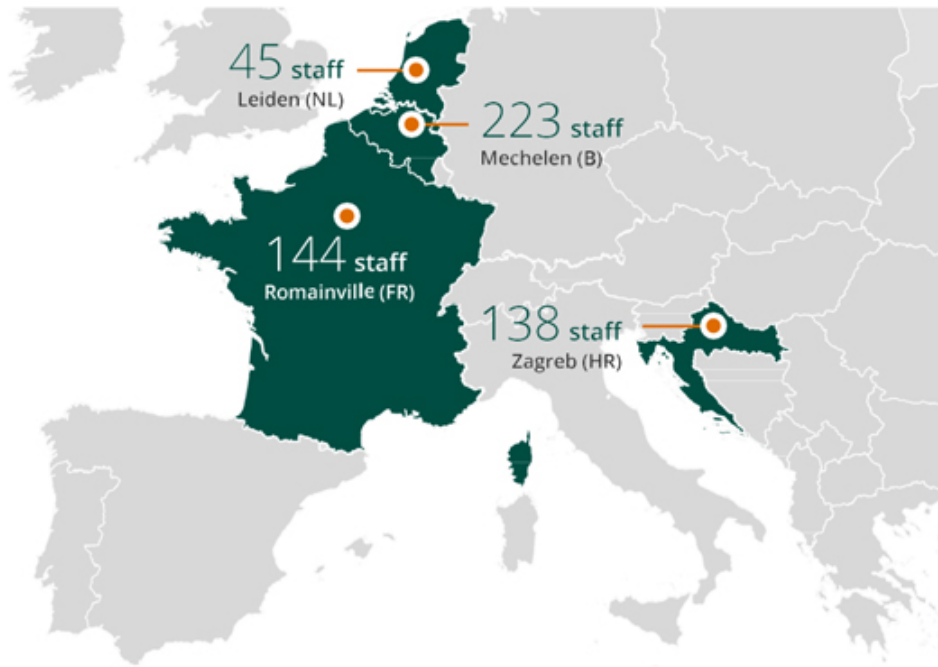 45 staff
Leiden (NL)
223 staff
Mechelen (B)
144 staff
Romainville (FR)
138 staff
Zagreb (HR)